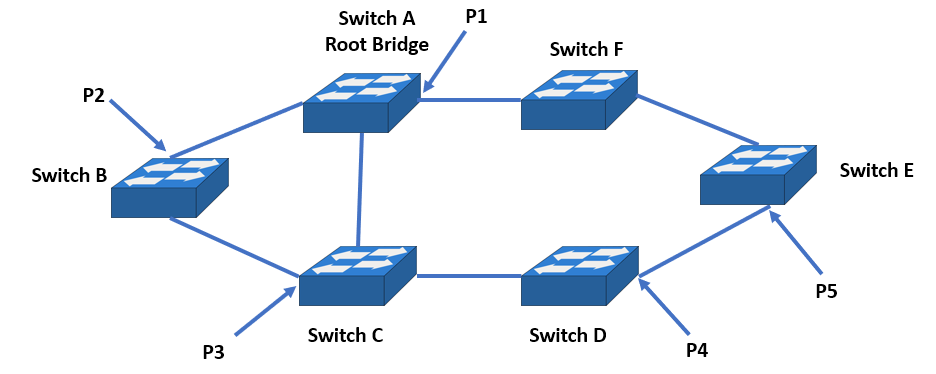 Switch A
Root Bridge
P1
Switch F
P2
Switch B
Switch E
P5
Switch C
Switch D
P3
P4